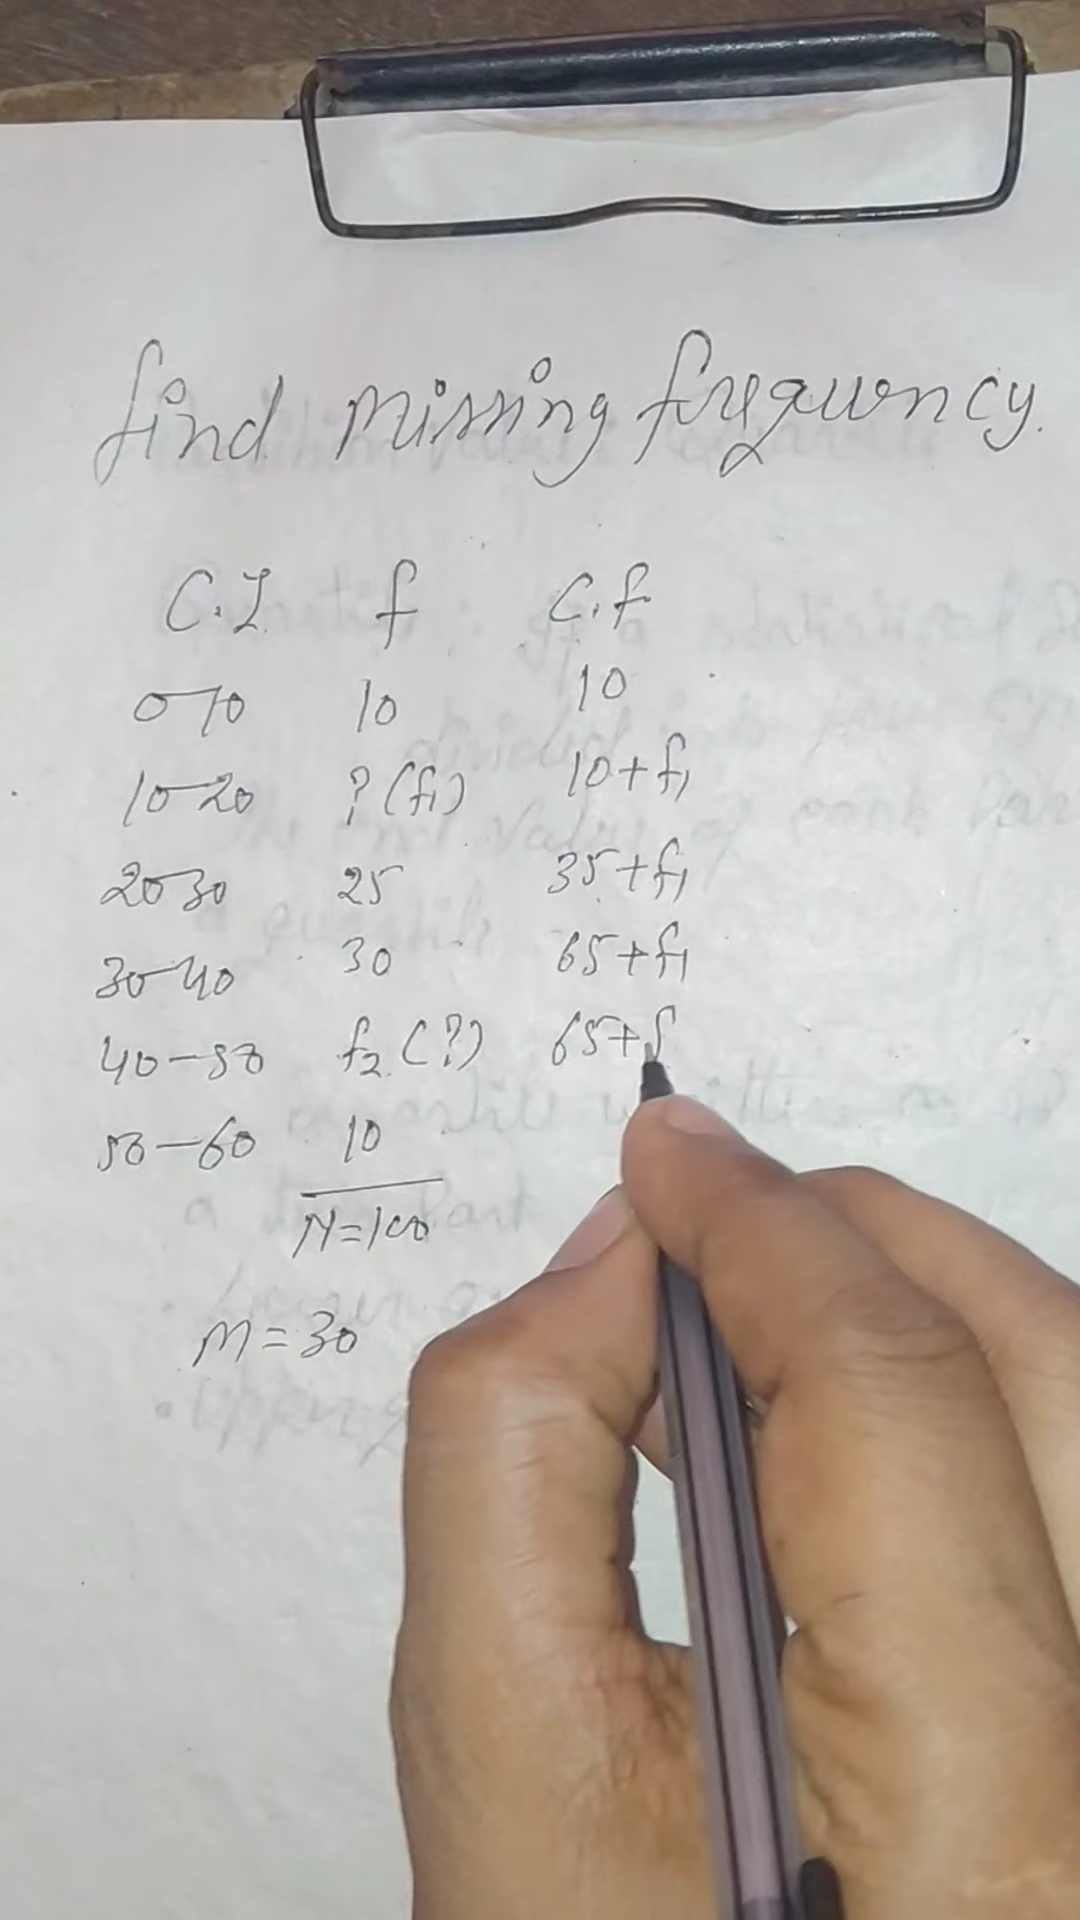 find missing frequency.
C.I f C.f
0-10 10 10
10-20 ?(f1) 10+f1
20-30 25 35+f1
30-40 30 65+f1
40-50 f2(?) 65+f
50-60 10
N=100
M=30